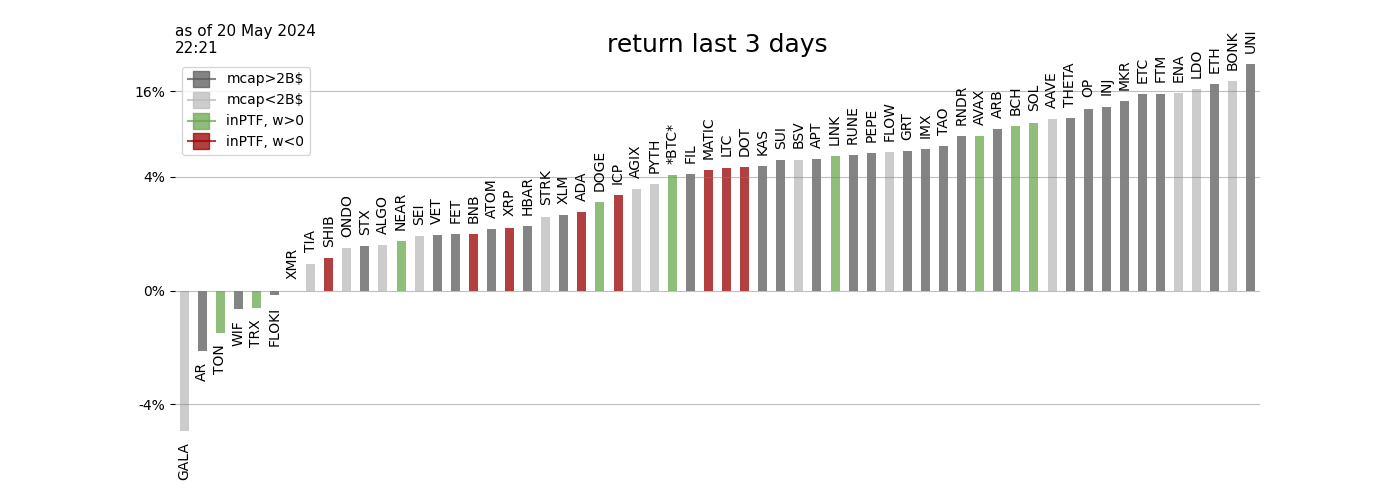 as of 20 May 2024
22:21
return last 3 days
mcap>2B$
mcap<2B$
inPTF, w>0
inPTF, w<0
16%
4%
0%
-4%
GALA
AR
TON
WIF
TRX
FLOKI
XMR
TIA
SHIB
ONDO
STX
ALGO
NEAR
SEI
VET
FET
BNB
ATOM
XRP
HBAR
STRK
XLM
ADA
DOGE
ICP
AGIX
PYTH
*BTC*
FIL
MATIC
LTC
DOT
KAS
SUI
BSV
APT
LINK
RUNE
PEPE
FLOW
GRT
IMX
TAO
RNDR
AVAX
ARB
BCH
SOL
AAVE
THETA
OP
INJ
MKR
ETC
FTM
ENA
LDO
ETH
BONK
UNI